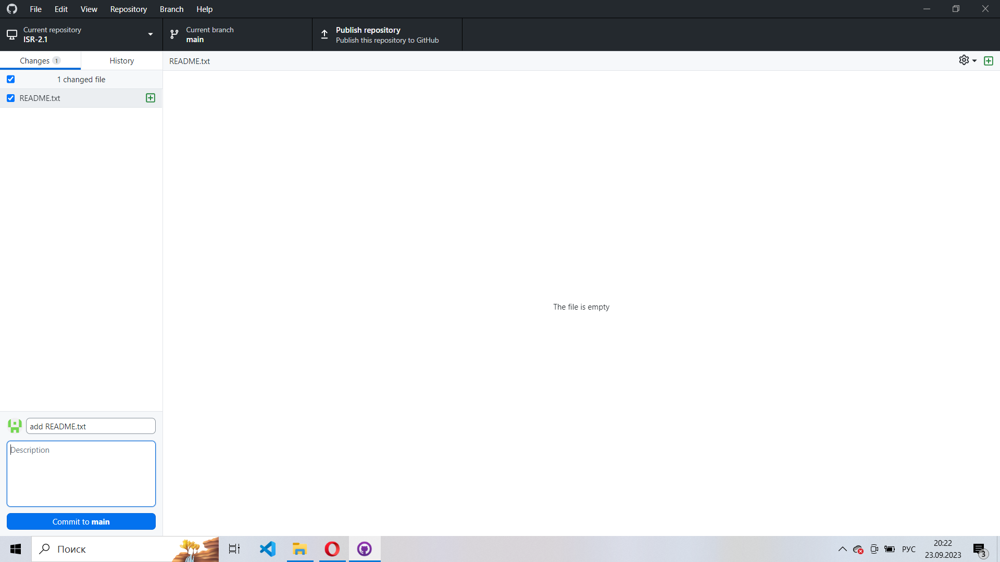 File Edit View Repository Branch Help
Current repository
ISR-2.1
Current branch
main
Publish repository
Publish this repository to GitHub
Changes 1
History
README.txt
1 changed file
README.txt
The file is empty
add README.txt
Description
Commit to main
Поиск
РУС
20:22
23.09.2023
3